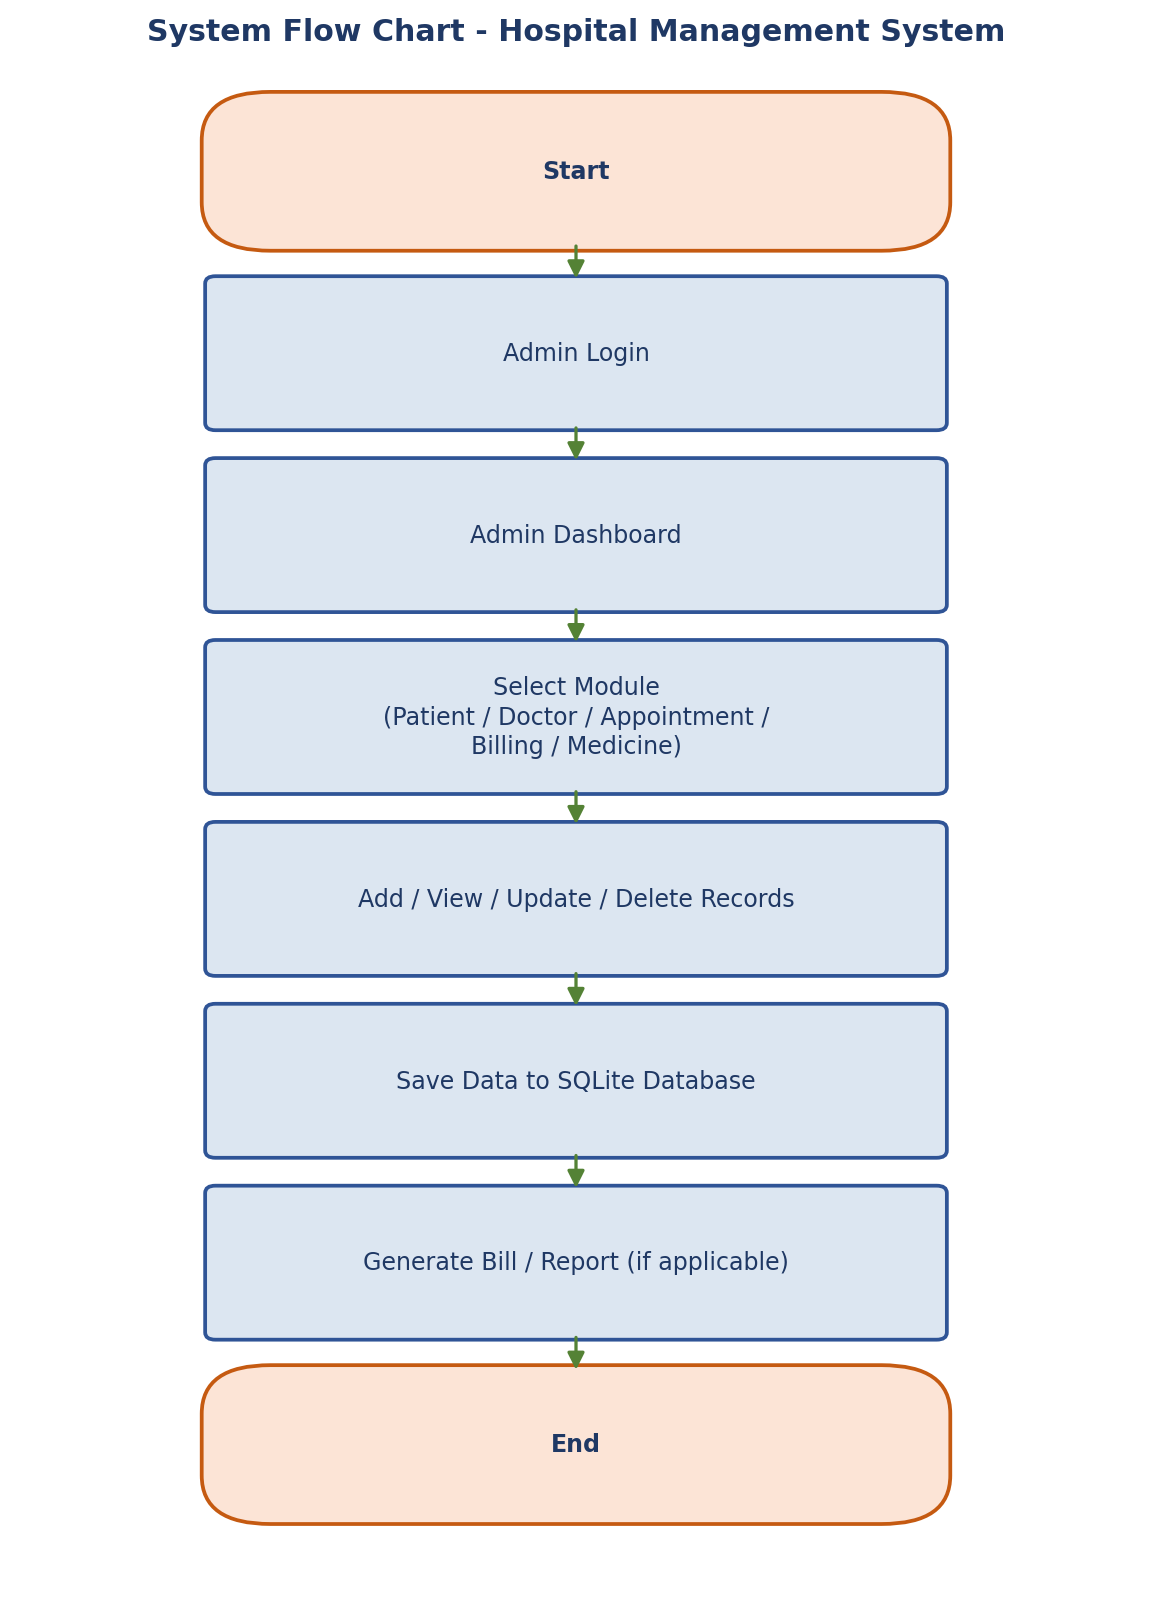 System Flow Chart - Hospital Management System
Start
Admin Login
Admin Dashboard
Select Module
(Patient / Doctor / Appointment /
Billing / Medicine)
Add / View / Update / Delete Records
Save Data to SQLite Database
Generate Bill / Report (if applicable)
End